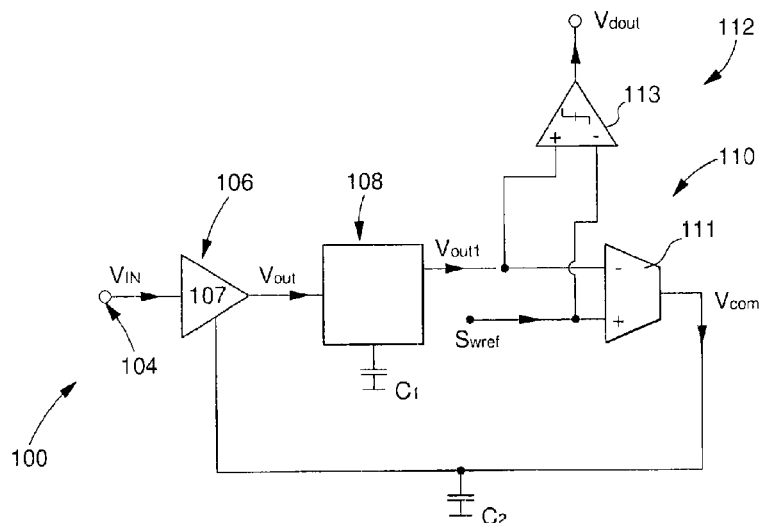 Vdout
112
113
+ -
110
106
108
111
VIN
107
Vout
Vout1
-
+
Vcom
104
Swref
C1
100
C2